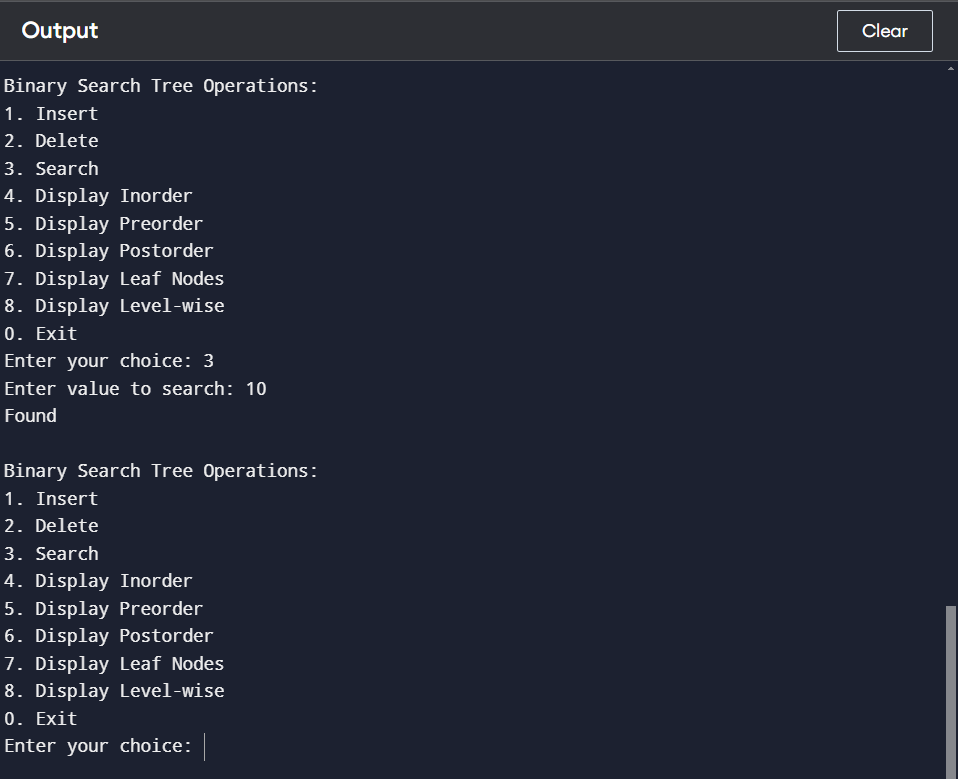 Output
Clear
Binary Search Tree Operations:
1. Insert
2. Delete
3. Search
4. Display Inorder
5. Display Preorder
6. Display Postorder
7. Display Leaf Nodes
8. Display Level-wise
0. Exit
Enter your choice: 3
Enter value to search: 10
Found
Binary Search Tree Operations:
1. Insert
2. Delete
3. Search
4. Display Inorder
5. Display Preorder
6. Display Postorder
7. Display Leaf Nodes
8. Display Level-wise
0. Exit
Enter your choice: